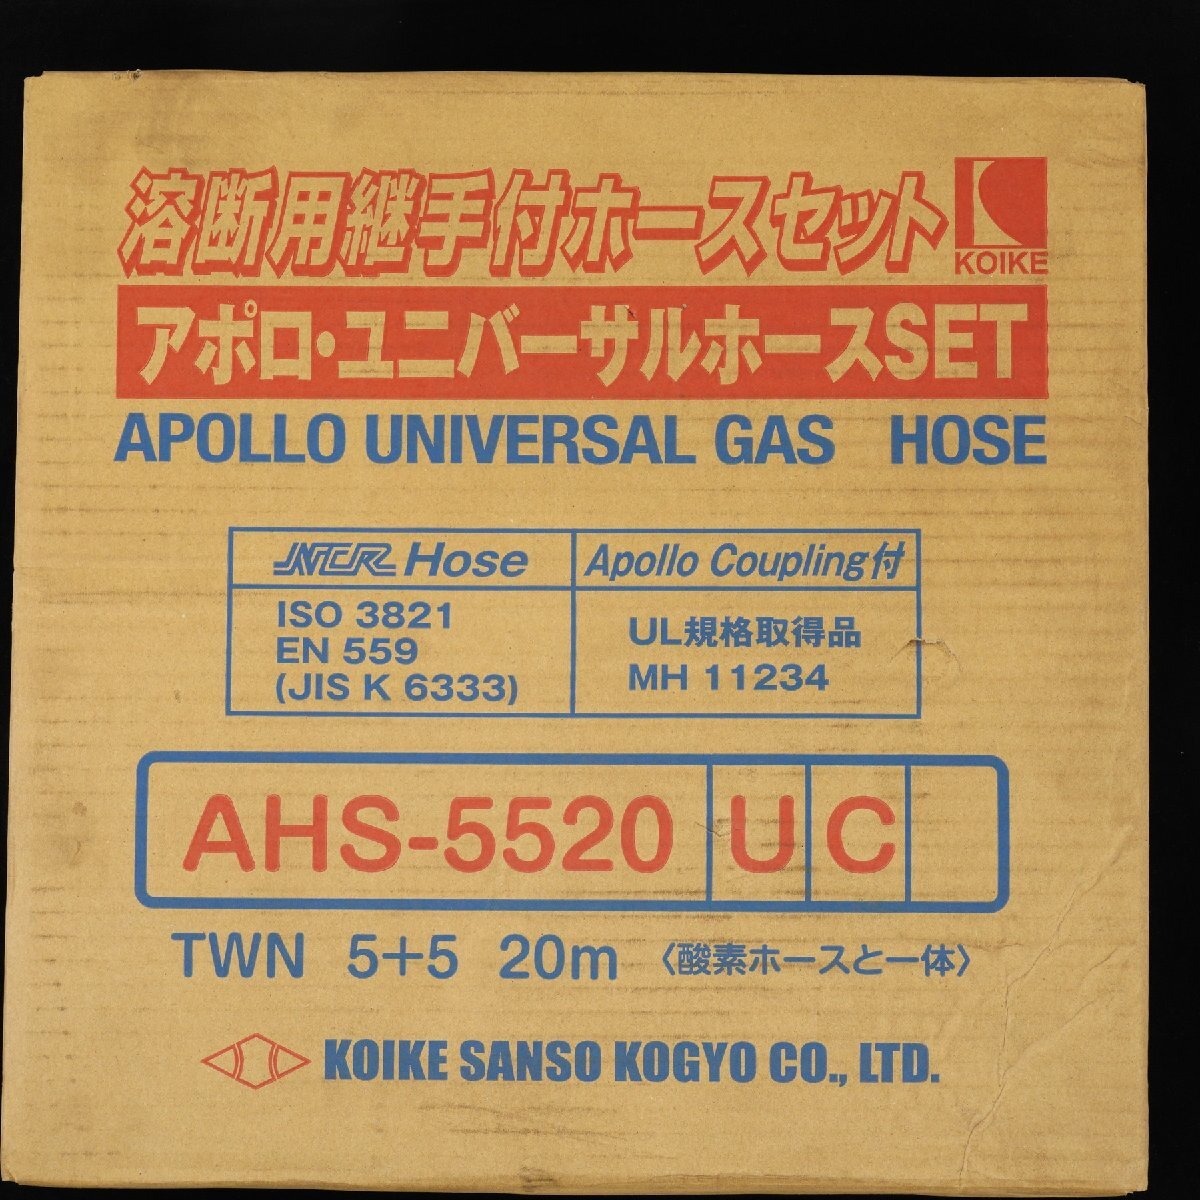 溶断用継手付ホースセット
KOIKE
アポロ・ユニバーサルホースSET
APOLLO UNIVERSAL GAS HOSE
NCR Hose
Apollo Coupling付
ISO 3821
EN 559
(JIS K 6333)
UL規格取得品
MH 11234
AHS-5520 U C
TWN 5+5 20m 〈酸素ホースと一体〉
KOIKE SANSO KOGYO CO., LTD.